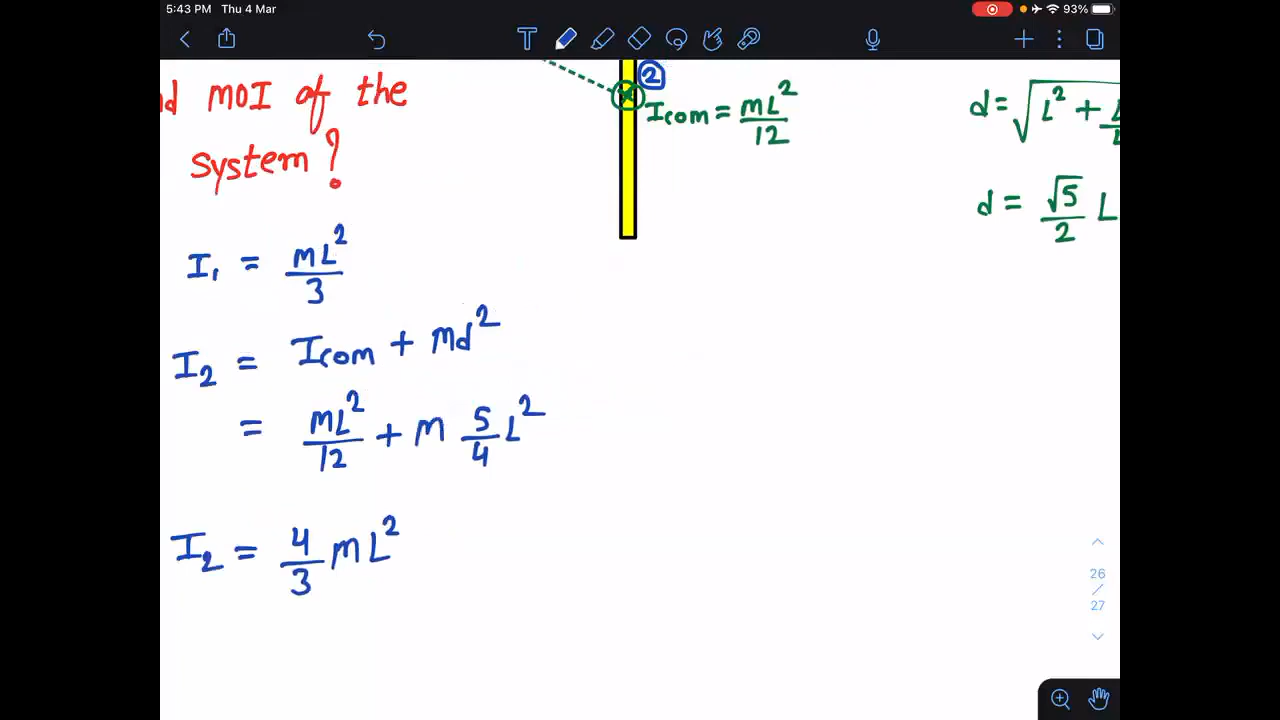 5:43 PM Thu 4 Mar
93%
T
nd MOI of the
system?
②
Icom = mL²/12
d = √L² +
d = √5/2 L
I₁ = mL²/3
I₂ = Icom + md²
= mL²/12 + m 5/4 L²
I₂ = 4/3 mL²
26
/
27